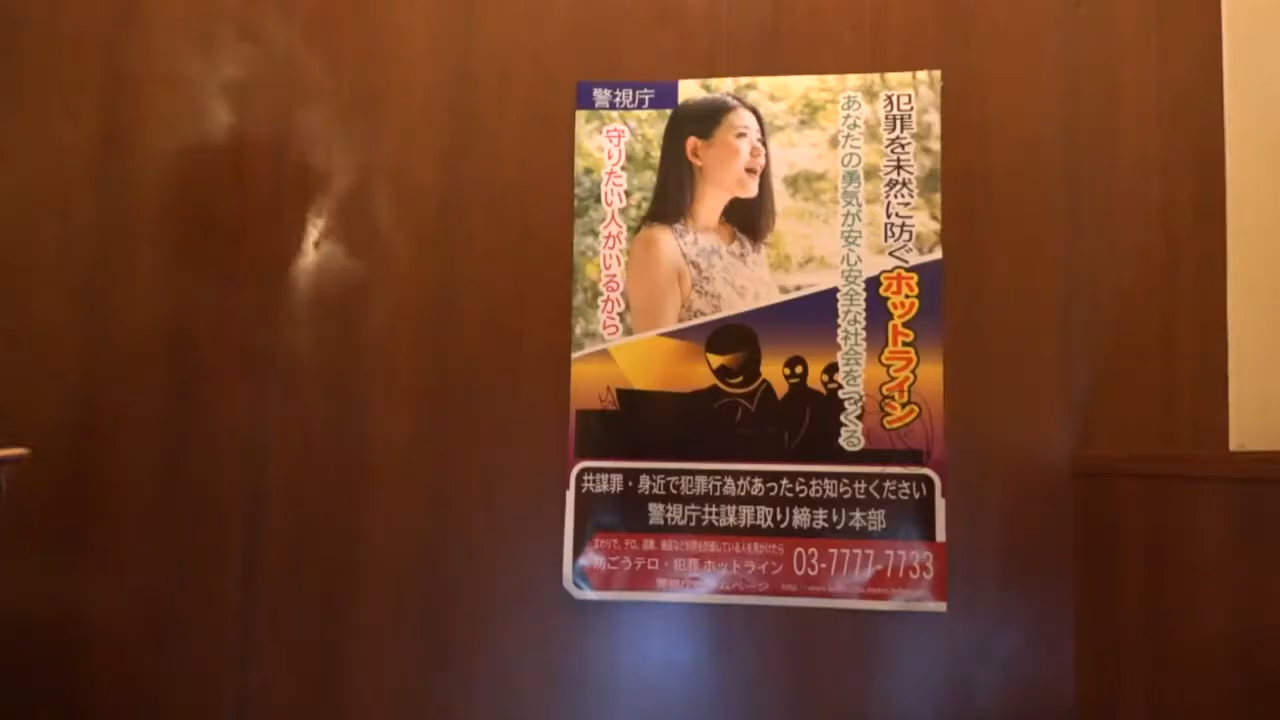 警視庁
犯罪を未然に防ぐホットライン
あなたの勇気が安心安全な社会をつくる
守りたい人がいるから
共謀罪・身近で犯罪行為があったらお知らせください
警視庁共謀罪取り締まり本部
防ごうテロ・犯罪 ホットライン 03-7777-7733